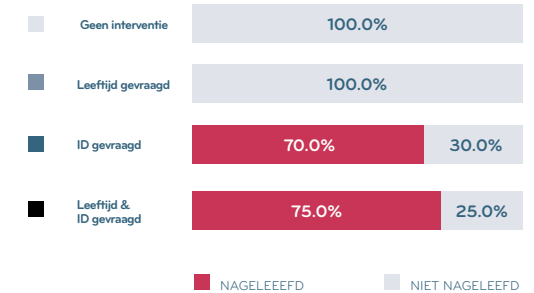 Geen interventie 100.0%
Leeftijd gevraagd 100.0%
ID gevraagd 70.0% 30.0%
Leeftijd &
ID gevraagd 75.0% 25.0%
NAGELEEEFD NIET NAGELEEFD